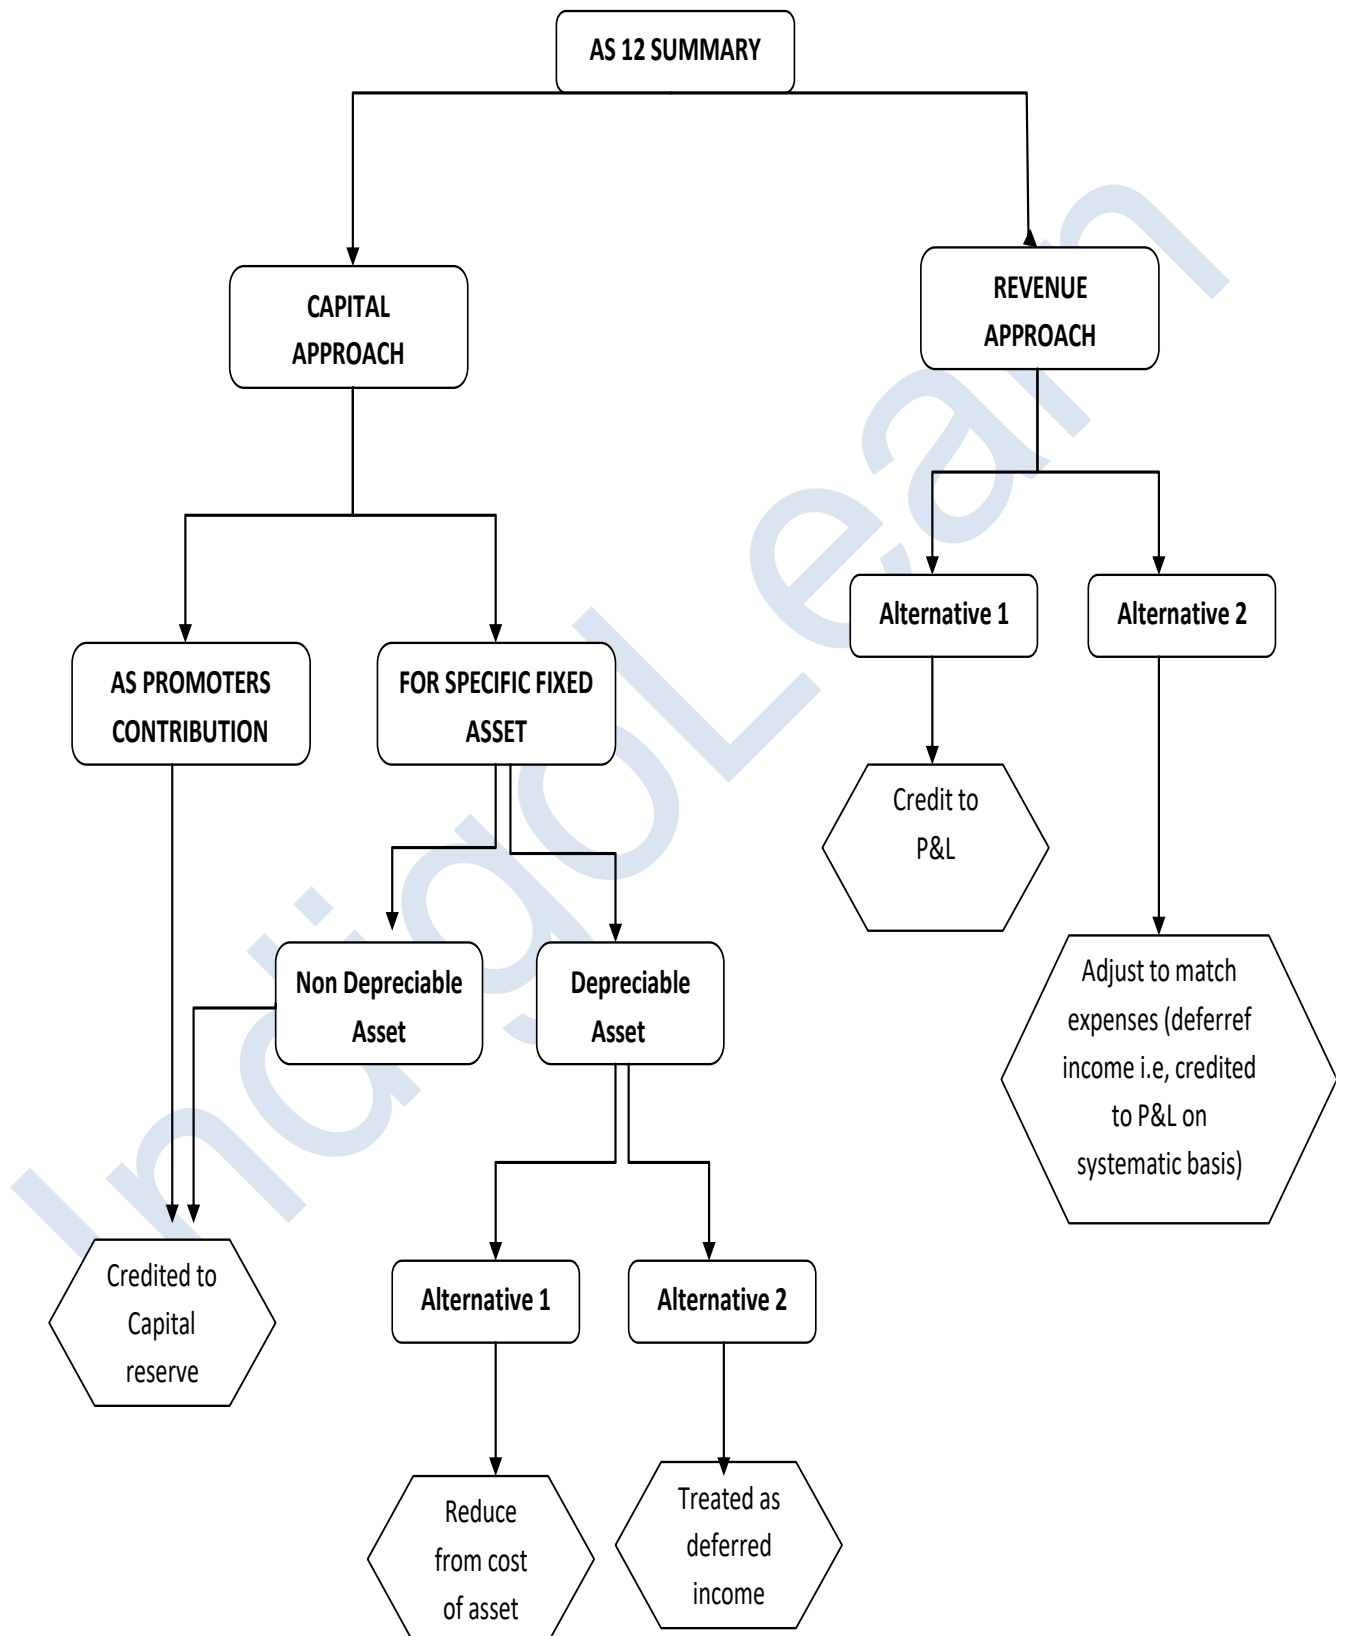 AS 12 SUMMARY
CAPITAL
APPROACH
REVENUE
APPROACH
AS PROMOTERS
CONTRIBUTION
FOR SPECIFIC FIXED
ASSET
Alternative 1
Alternative 2
Credit to
P&L
Non Depreciable
Asset
Depreciable
Asset
Adjust to match
expenses (deferref
income i.e, credited
to P&L on
systematic basis)
Credited to
Capital
reserve
Alternative 1
Alternative 2
Reduce
from cost
of asset
Treated as
deferred
income
IndigoLearn